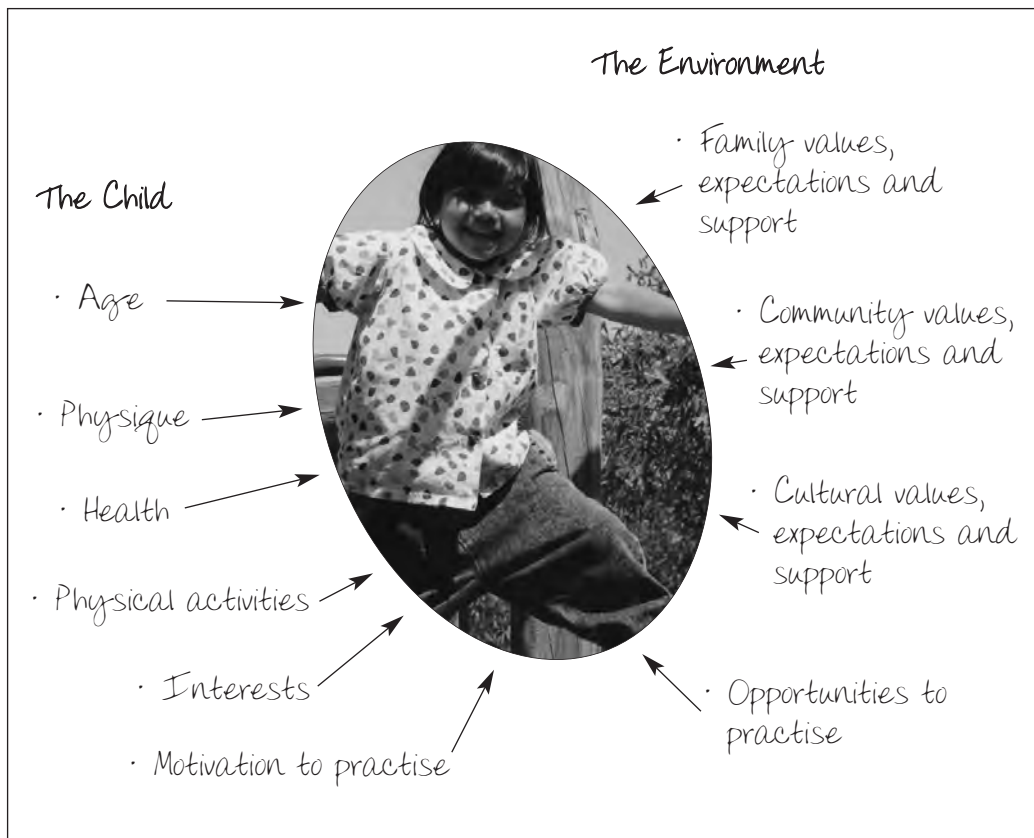 The Environment
· Family values,
expectations and
support
The Child
· Age
· Community values,
expectations and
support
· Physique
· Health
· Cultural values,
expectations and
support
· Physical activities
· Interests
· Opportunities to
practise
· Motivation to practise